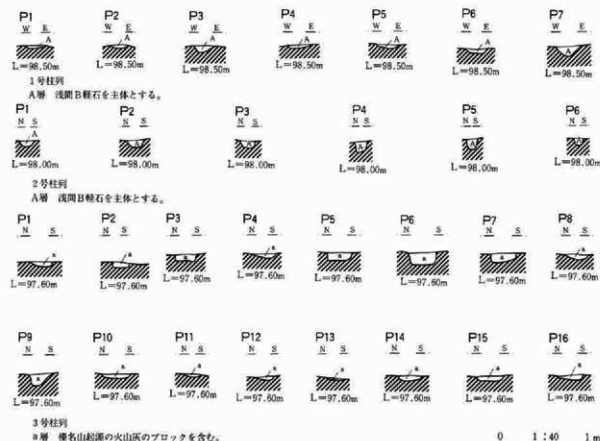 P1 P2 P3 P4 P5 P6 P7
W E W E W E W E W E W E W E
A A A A A A A
L=98.50m L=98.50m L=98.50m L=98.50m L=98.50m L=98.50m L=98.50m
1号柱列
A層 浅間B軽石を主体とする。
P1 P2 P3 P4 P5 P6
N S N S N S N S N S N S
A A A A A A
L=98.00m L=98.00m L=98.00m L=98.00m L=98.00m L=98.00m
2号柱列
A層 浅間B軽石を主体とする。
P1 P2 P3 P4 P5 P6 P7 P8
N S N S N S N S N S N S N S N S
a a a a a a a a
L=97.60m L=97.60m L=97.60m L=97.60m L=97.60m L=97.60m L=97.60m L=97.60m
P9 P10 P11 P12 P13 P14 P15 P16
N S N S N S N S N S N S N S N S
a a a a a a a a
L=97.60m L=97.60m L=97.60m L=97.60m L=97.60m L=97.60m L=97.60m L=97.60m
3号柱列
a層 榛名山起源の火山灰のブロックを含む。
0 1:40 1m